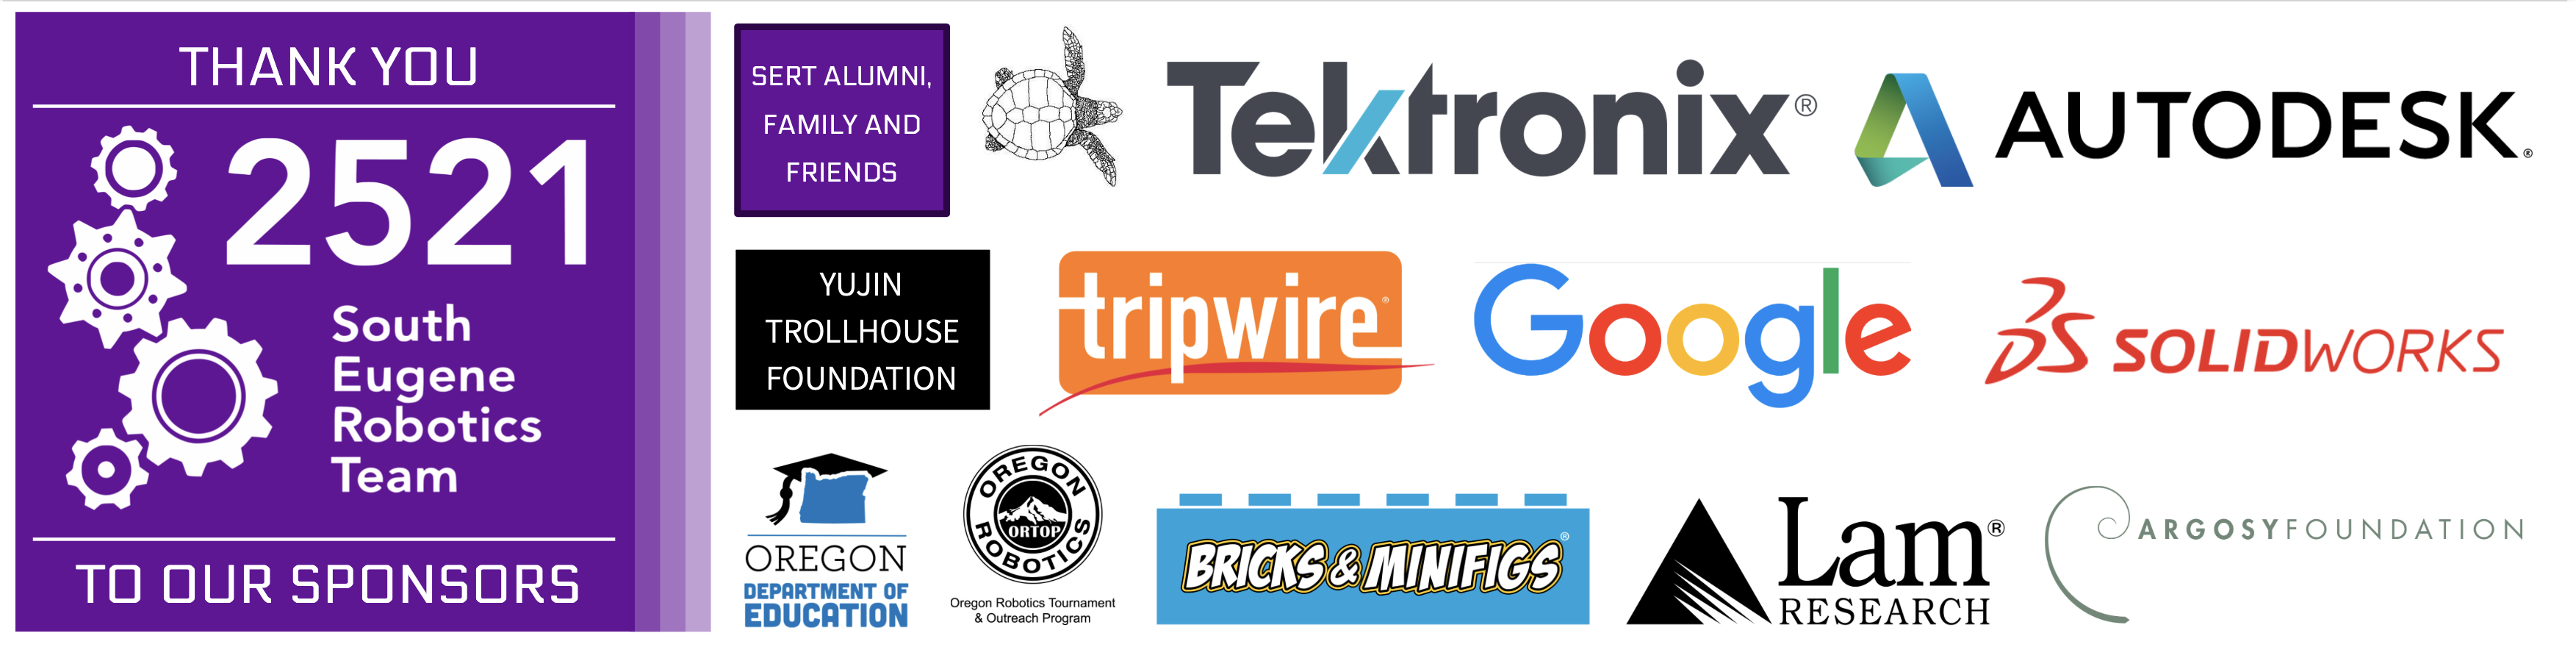 THANK YOU
2521
South
Eugene
Robotics
Team
TO OUR SPONSORS
SERT ALUMNI,
FAMILY AND
FRIENDS
Tektronix®
AUTODESK®
YUJIN
TROLLHOUSE
FOUNDATION
tripwire®
Google
SOLIDWORKS
OREGON
DEPARTMENT OF
EDUCATION
OREGON
ORTOP
ROBOTICS
Oregon Robotics Tournament
& Outreach Program
BRICKS & MINIFIGS®
Lam®
RESEARCH
ARGOSYFOUNDATION